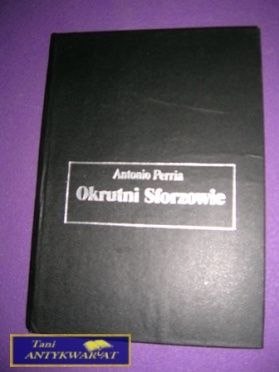 Antonio Perria
Okrutni Sforzowie
Tani
ANTYKWARIAT